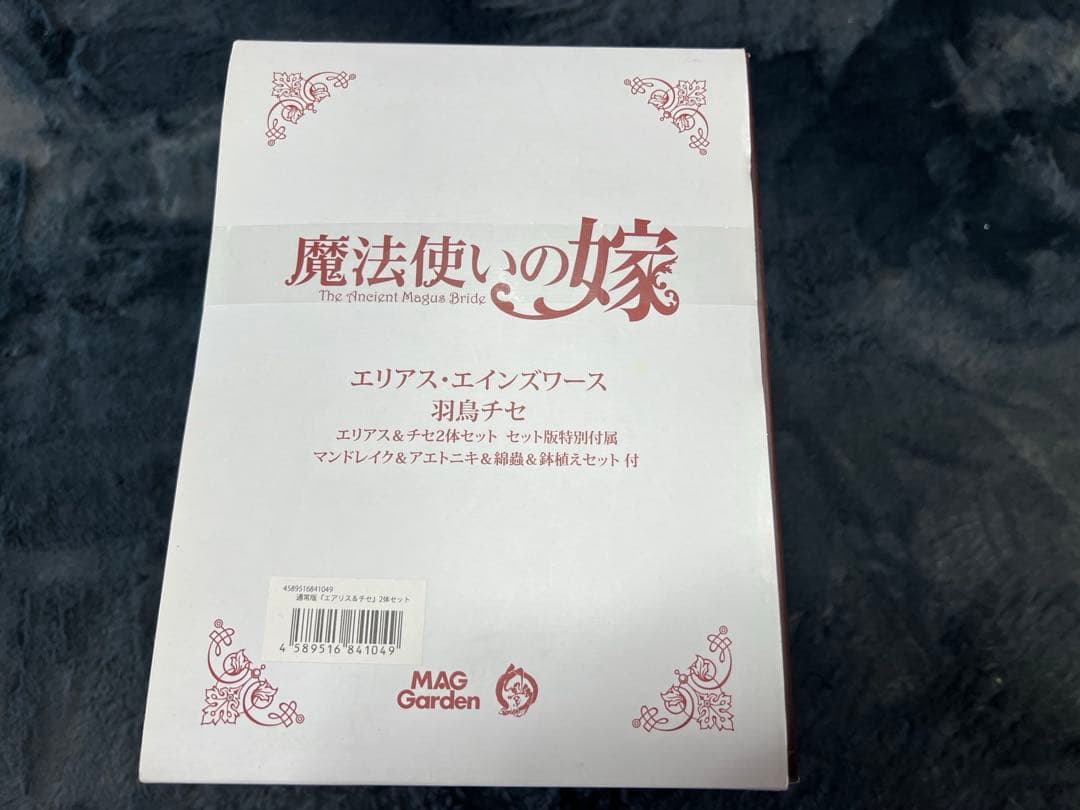 魔法使いの嫁
The Ancient Magus Bride
エリアス・エインズワース
羽鳥チセ
エリアス&チセ2体セット セット版特別付属
マンドレイク&アエトニキ&綿蟲&鉢植えセット 付
4589516841049
通常版『エアリス&チセ』2体セット
4 589516 841049
MAG
Garden